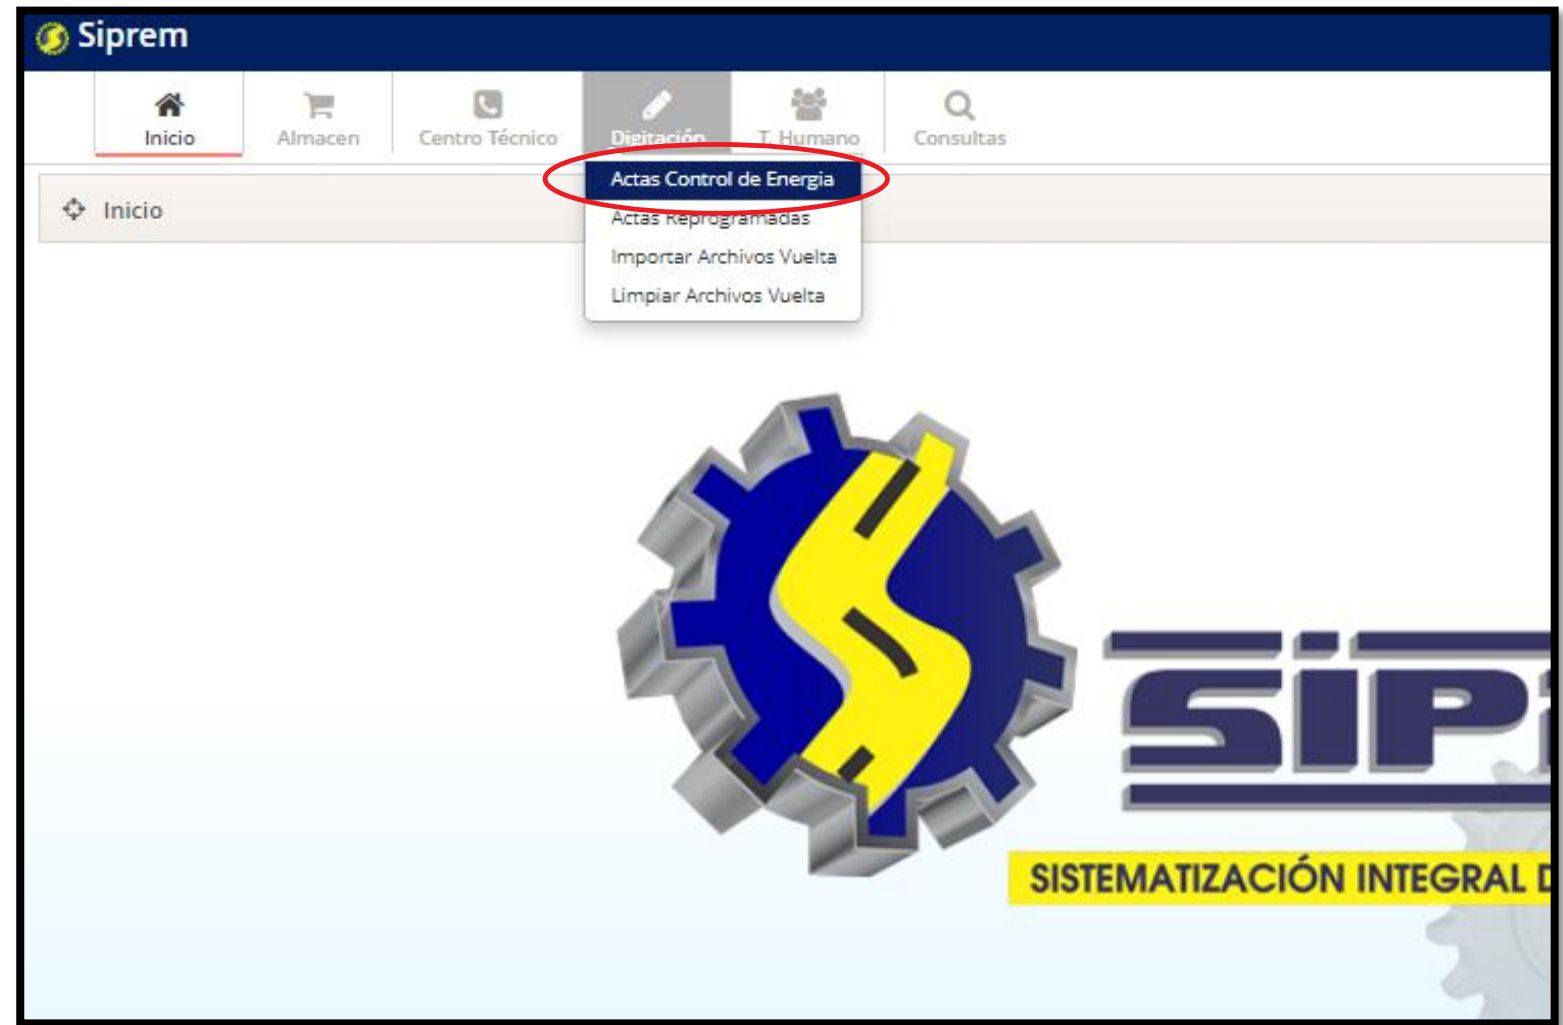 Siprem
Inicio
Almacen
Centro Técnico
Digitación
T. Humano
Consultas
Inicio
Actas Control de Energia
Actas Reprogramadas
Importar Archivos Vuelta
Limpiar Archivos Vuelta
SIP
SISTEMATIZACIÓN INTEGRAL D